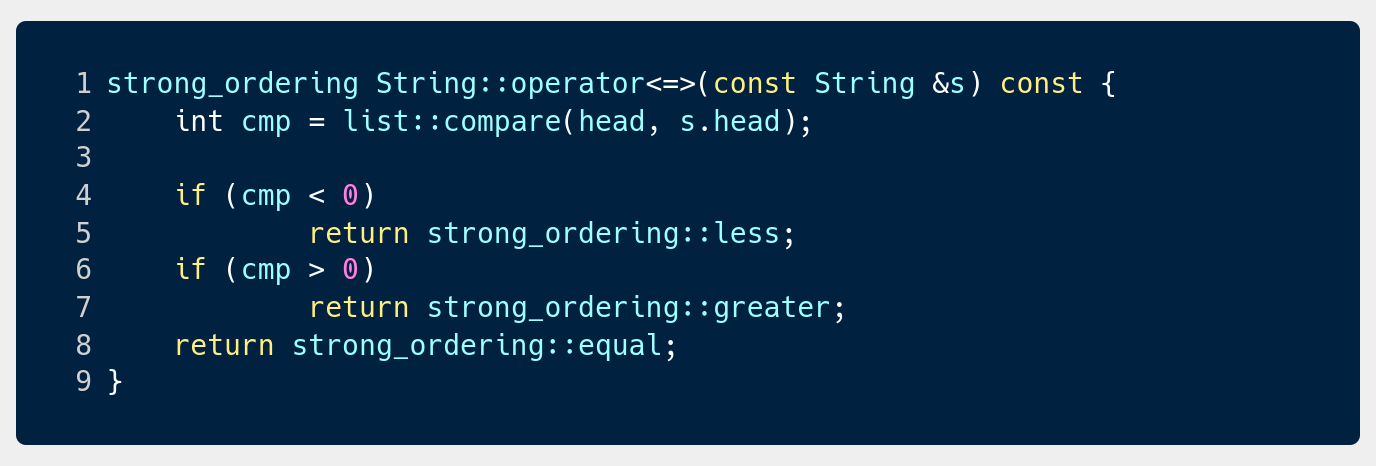 1 strong_ordering String::operator<=>(const String &s) const {
2     int cmp = list::compare(head, s.head);
3
4     if (cmp < 0)
5             return strong_ordering::less;
6     if (cmp > 0)
7             return strong_ordering::greater;
8     return strong_ordering::equal;
9 }